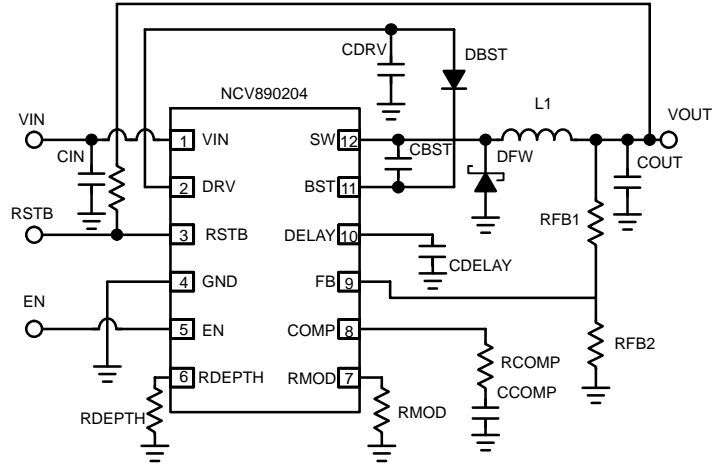 CDRV
DBST
NCV890204
L1
VIN
VOUT
1
VIN
SW
12
CIN
CBST
DFW
COUT
2
DRV
BST
11
RSTB
3
RSTB
DELAY
10
RFB1
CDELAY
4
GND
FB
9
EN
5
EN
COMP
8
RCOMP
RFB2
6
RDEPTH
RMOD
7
CCOMP
RDEPTH
RMOD